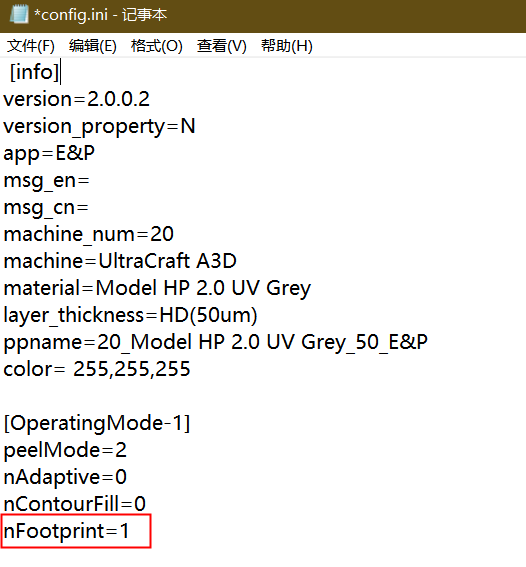 *config.ini - 记事本
文件(F) 编辑(E) 格式(O) 查看(V) 帮助(H)
[info]
version=2.0.0.2
version_property=N
app=E&P
msg_en=
msg_cn=
machine_num=20
machine=UltraCraft A3D
material=Model HP 2.0 UV Grey
layer_thickness=HD(50um)
ppname=20_Model HP 2.0 UV Grey_50_E&P
color= 255,255,255
[OperatingMode-1]
peelMode=2
nAdaptive=0
nContourFill=0
nFootprint=1